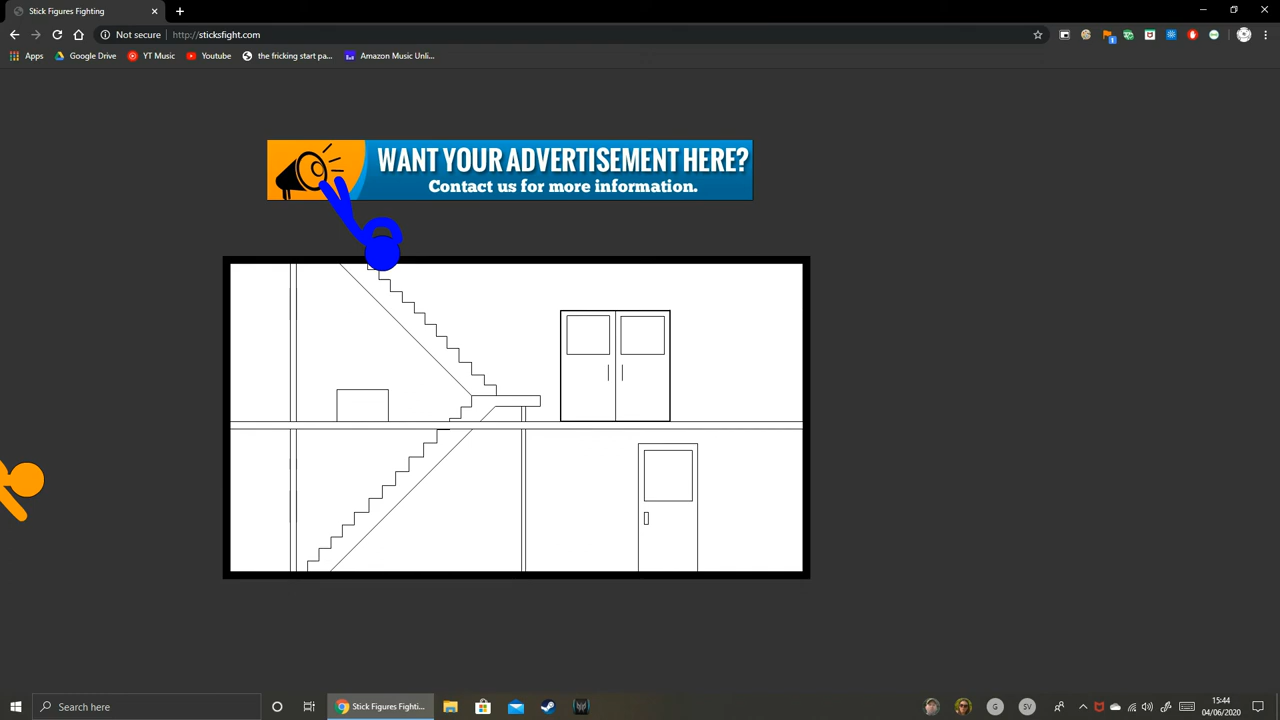 Stick Figures Fighting
Not secure | http://sticksfight.com
Apps Google Drive YT Music Youtube the fricking start pa... Amazon Music Unli...
WANT YOUR ADVERTISEMENT HERE?
Contact us for more information.
Search here
Stick Figures Fighti...
G
SV
15:44
04/06/2020